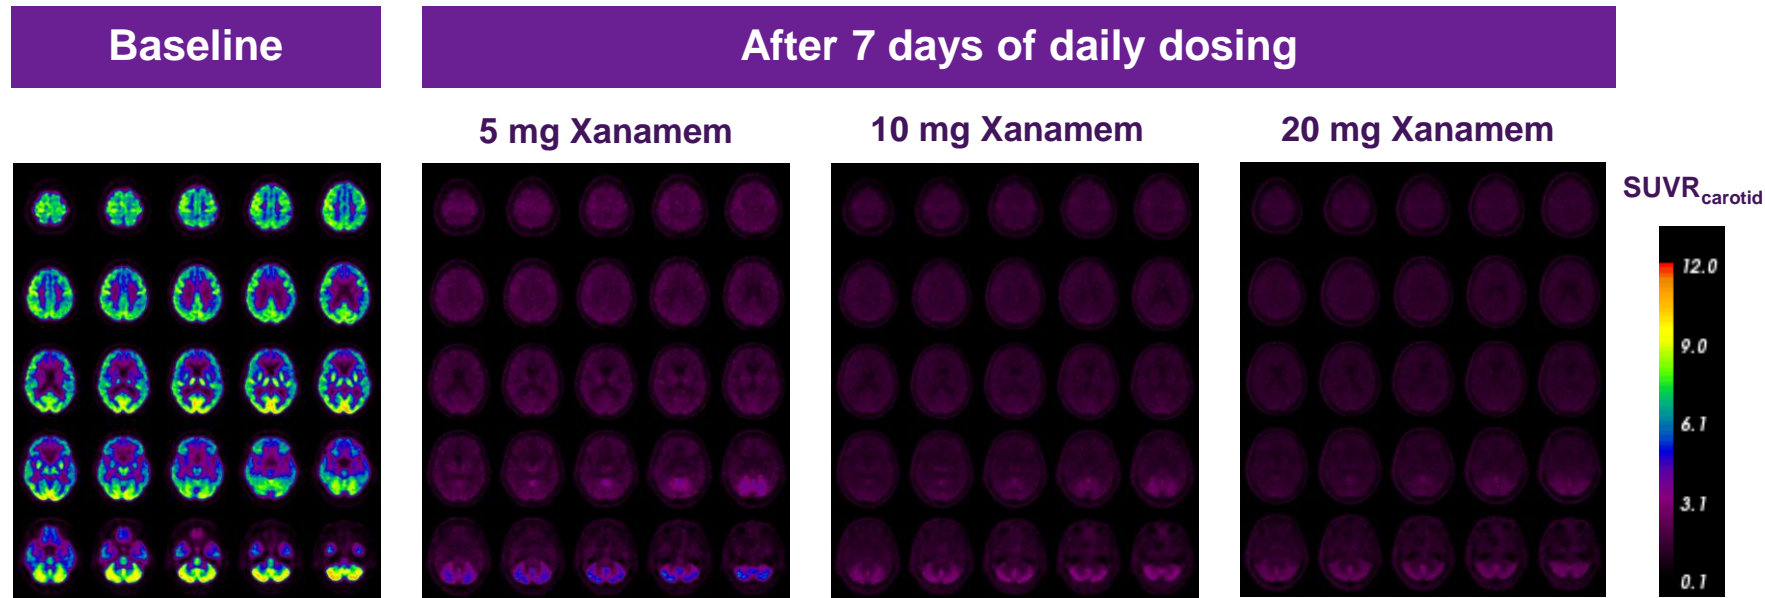 Baseline
After 7 days of daily dosing
5 mg Xanamem
10 mg Xanamem
20 mg Xanamem
SUVRcarotid
12.0
9.0
6.1
3.1
0.1